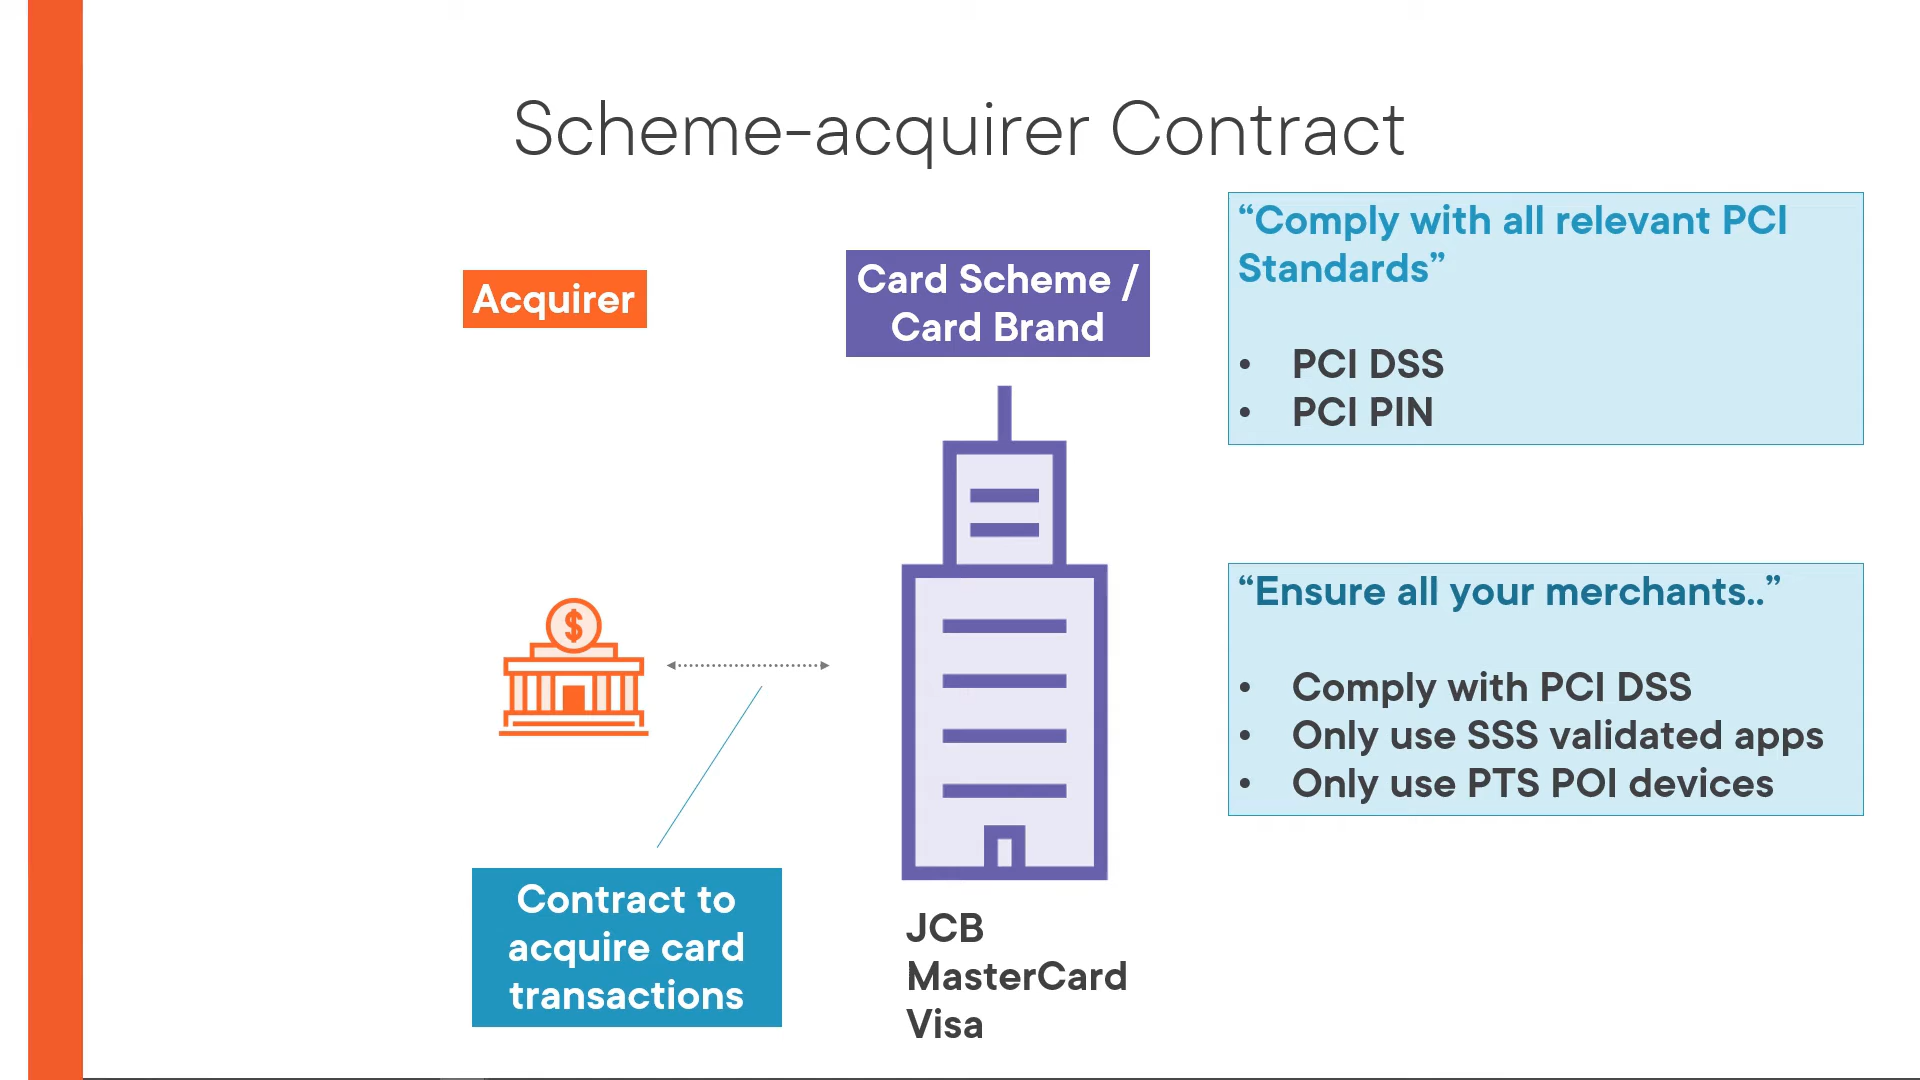 Scheme-acquirer Contract
Acquirer
Card Scheme /
Card Brand
“Comply with all relevant PCI
Standards”
• PCI DSS
• PCI PIN
$
“Ensure all your merchants..”
• Comply with PCI DSS
• Only use SSS validated apps
• Only use PTS POI devices
Contract to
acquire card
transactions
JCB
MasterCard
Visa